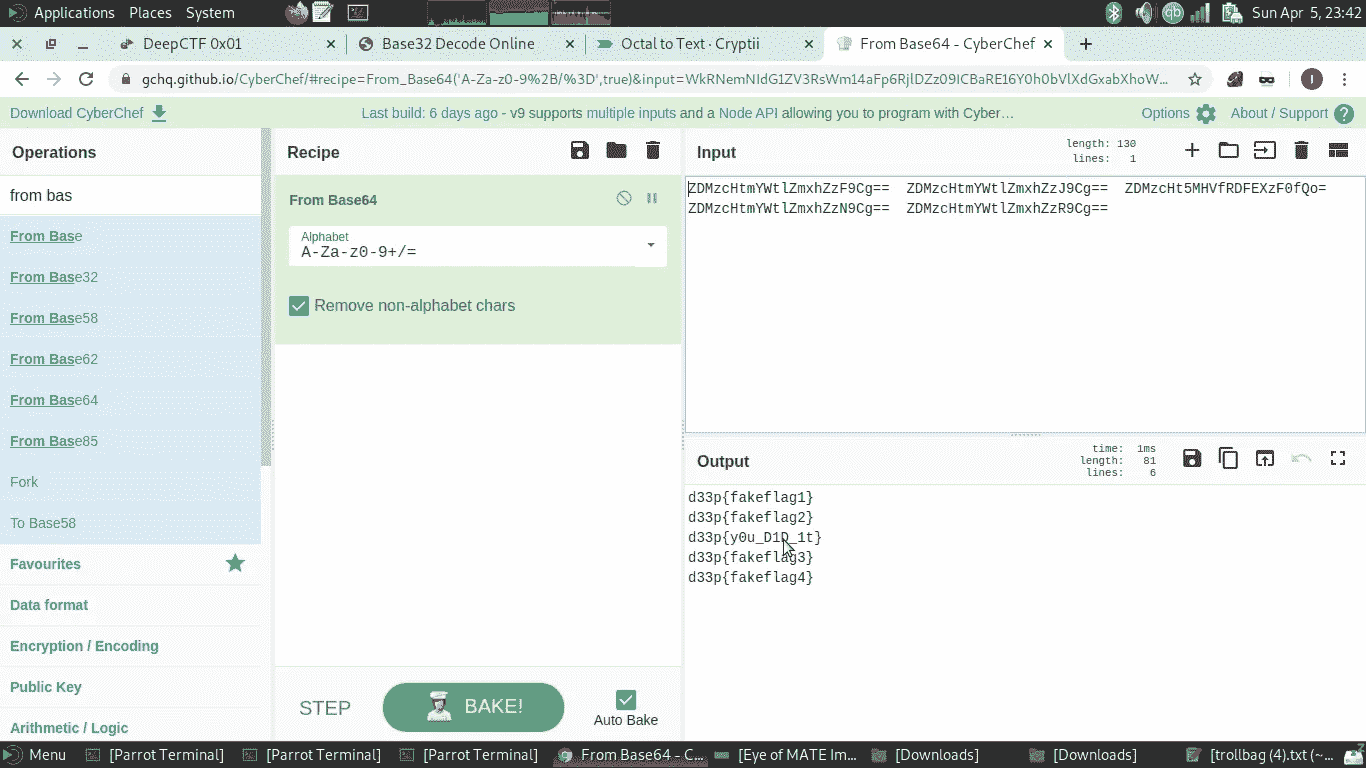 Applications Places System
Sun Apr 5, 23:42
DeepCTF 0x01
Base32 Decode Online
Octal to Text · Cryptii
From Base64 - CyberChef
gchq.github.io/CyberChef/#recipe=From_Base64('A-Za-z0-9%2B/%3D',true)&input=WkRNemNIdG1ZV3RsWm14aFp6RjlDZz09ICBaRE16Y0h0bVlXdGxabXhoW...
I
Download CyberChef
Last build: 6 days ago - v9 supports multiple inputs and a Node API allowing you to program with Cyber…
Options
About / Support
Operations
Recipe
Input
length: 130
lines: 1
from bas
From Base
From Base32
From Base58
From Base62
From Base64
From Base85
Fork
To Base58
Favourites
Data format
Encryption / Encoding
Public Key
Arithmetic / Logic
From Base64
Alphabet
A-Za-z0-9+/=
Remove non-alphabet chars
STEP
BAKE!
Auto Bake
ZDMzcHtmYWtlZmxhZzF9Cg== ZDMzcHtmYWtlZmxhZzJ9Cg== ZDMzcHt5MHVfRDFEXzF0fQo=
ZDMzcHtmYWtlZmxhZzN9Cg== ZDMzcHtmYWtlZmxhZzR9Cg==
Output
time: 1ms
length: 81
lines: 6
d33p{fakeflag1}
d33p{fakeflag2}
d33p{y0u_D1D_1t}
d33p{fakeflag3}
d33p{fakeflag4}
Menu
[Parrot Terminal]
[Parrot Terminal]
[Parrot Terminal]
From Base64 - C...
[Eye of MATE Im...
[Downloads]
[Downloads]
[trollbag (4).txt (~...